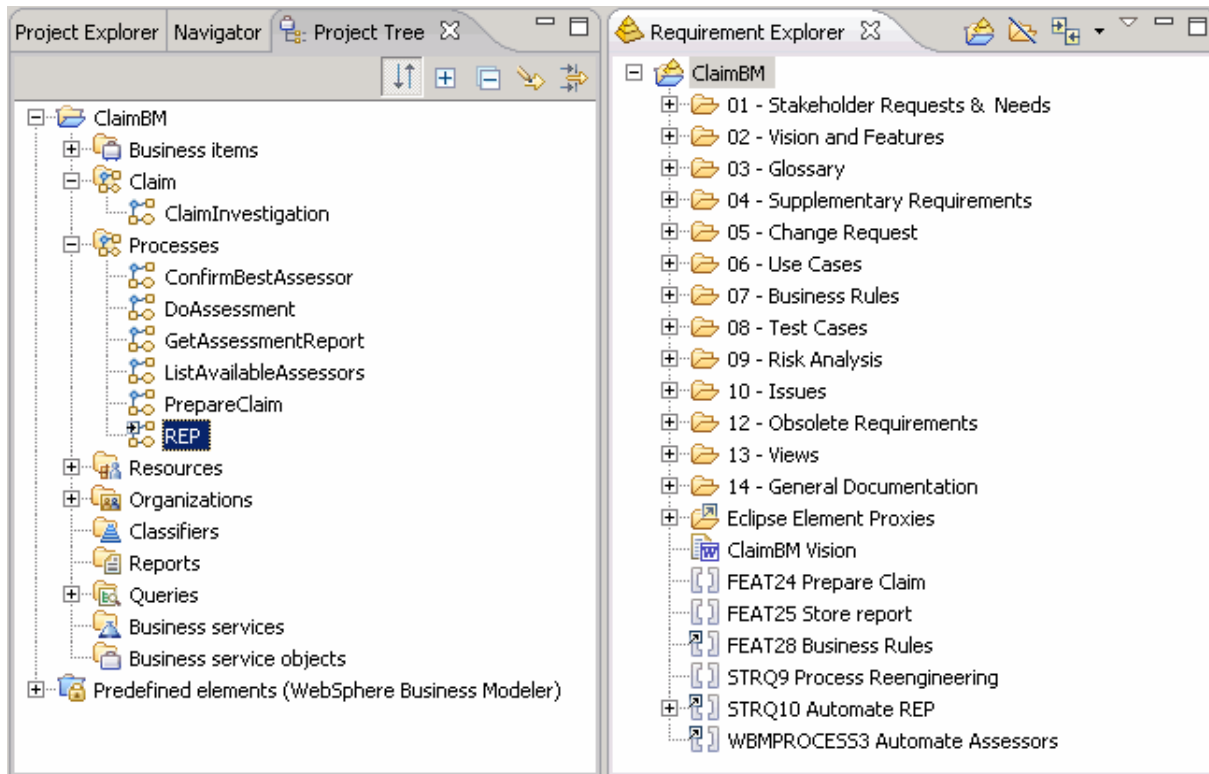 Project Explorer
Navigator
Project Tree
ClaimBM
Business items
Claim
ClaimInvestigation
Processes
ConfirmBestAssessor
DoAssessment
GetAssessmentReport
ListAvailableAssessors
PrepareClaim
REP
Resources
Organizations
Classifiers
Reports
Queries
Business services
Business service objects
Predefined elements (WebSphere Business Modeler)
Requirement Explorer
ClaimBM
01 - Stakeholder Requests & Needs
02 - Vision and Features
03 - Glossary
04 - Supplementary Requirements
05 - Change Request
06 - Use Cases
07 - Business Rules
08 - Test Cases
09 - Risk Analysis
10 - Issues
12 - Obsolete Requirements
13 - Views
14 - General Documentation
Eclipse Element Proxies
ClaimBM Vision
FEAT24 Prepare Claim
FEAT25 Store report
FEAT28 Business Rules
STRQ9 Process Reengineering
STRQ10 Automate REP
WBMPROCESS3 Automate Assessors